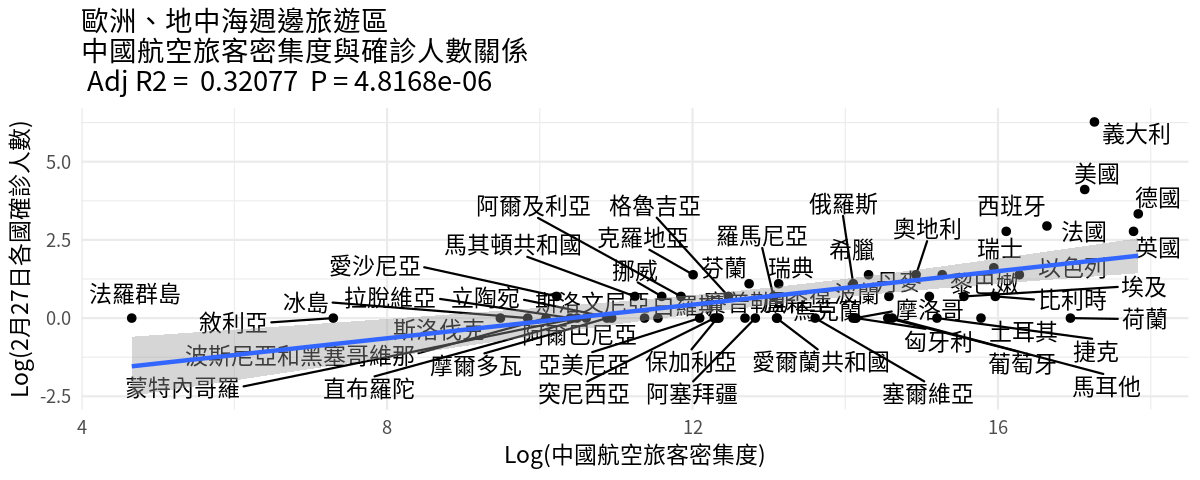 歐洲、地中海週邊旅遊區
中國航空旅客密集度與確診人數關係
Adj R2 = 0.32077 P = 4.8168e-06
Log(2月27日各國確診人數)
5.0
2.5
0.0
-2.5
4
8
12
16
Log(中國航空旅客密集度)
義大利
美國
德國
西班牙
法國
英國
瑞士
以色列
俄羅斯
奧地利
希臘
丹麥
黎巴嫩
埃及
比利時
荷蘭
摩洛哥
土耳其
捷克
匈牙利
葡萄牙
馬耳他
阿爾及利亞
格魯吉亞
馬其頓共和國
克羅地亞
羅馬尼亞
挪威
芬蘭
瑞典
愛沙尼亞
法羅群島
冰島
拉脫維亞
立陶宛
斯洛文尼亞
波蘭
烏克蘭
敘利亞
斯洛伐克
阿爾巴尼亞
波斯尼亞和黑塞哥維那
摩爾多瓦
亞美尼亞
保加利亞
愛爾蘭共和國
蒙特內哥羅
直布羅陀
突尼西亞
阿塞拜疆
塞爾維亞